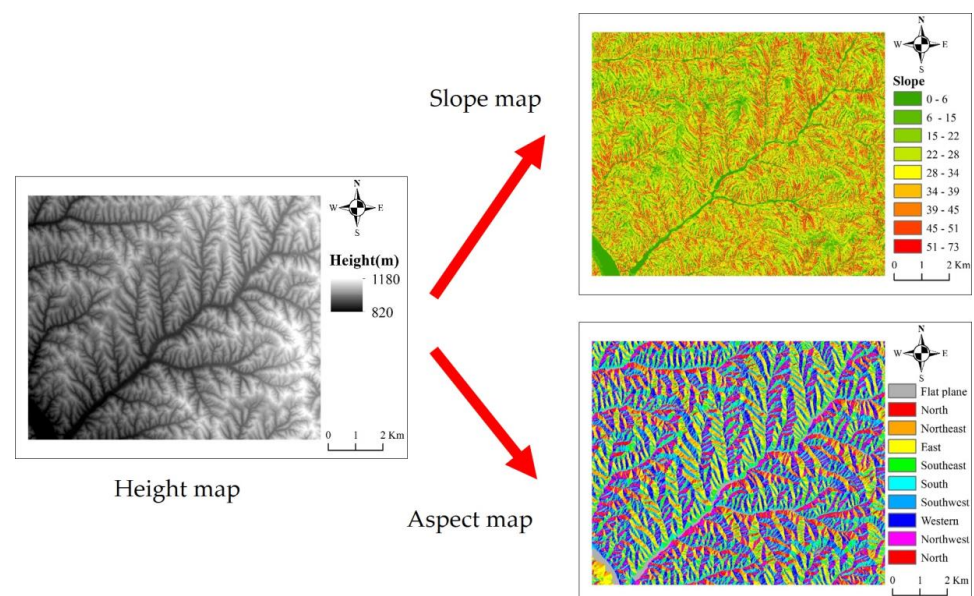 Height map
N
W E
S
Height(m)
1180
820
0 1 2 Km
Slope map
N
W E
S
Slope
0 - 6
6 - 15
15 - 22
22 - 28
28 - 34
34 - 39
39 - 45
45 - 51
51 - 73
0 1 2 Km
Aspect map
N
W E
S
Flat plane
North
Northeast
East
Southeast
South
Southwest
Western
Northwest
North
0 1 2 Km